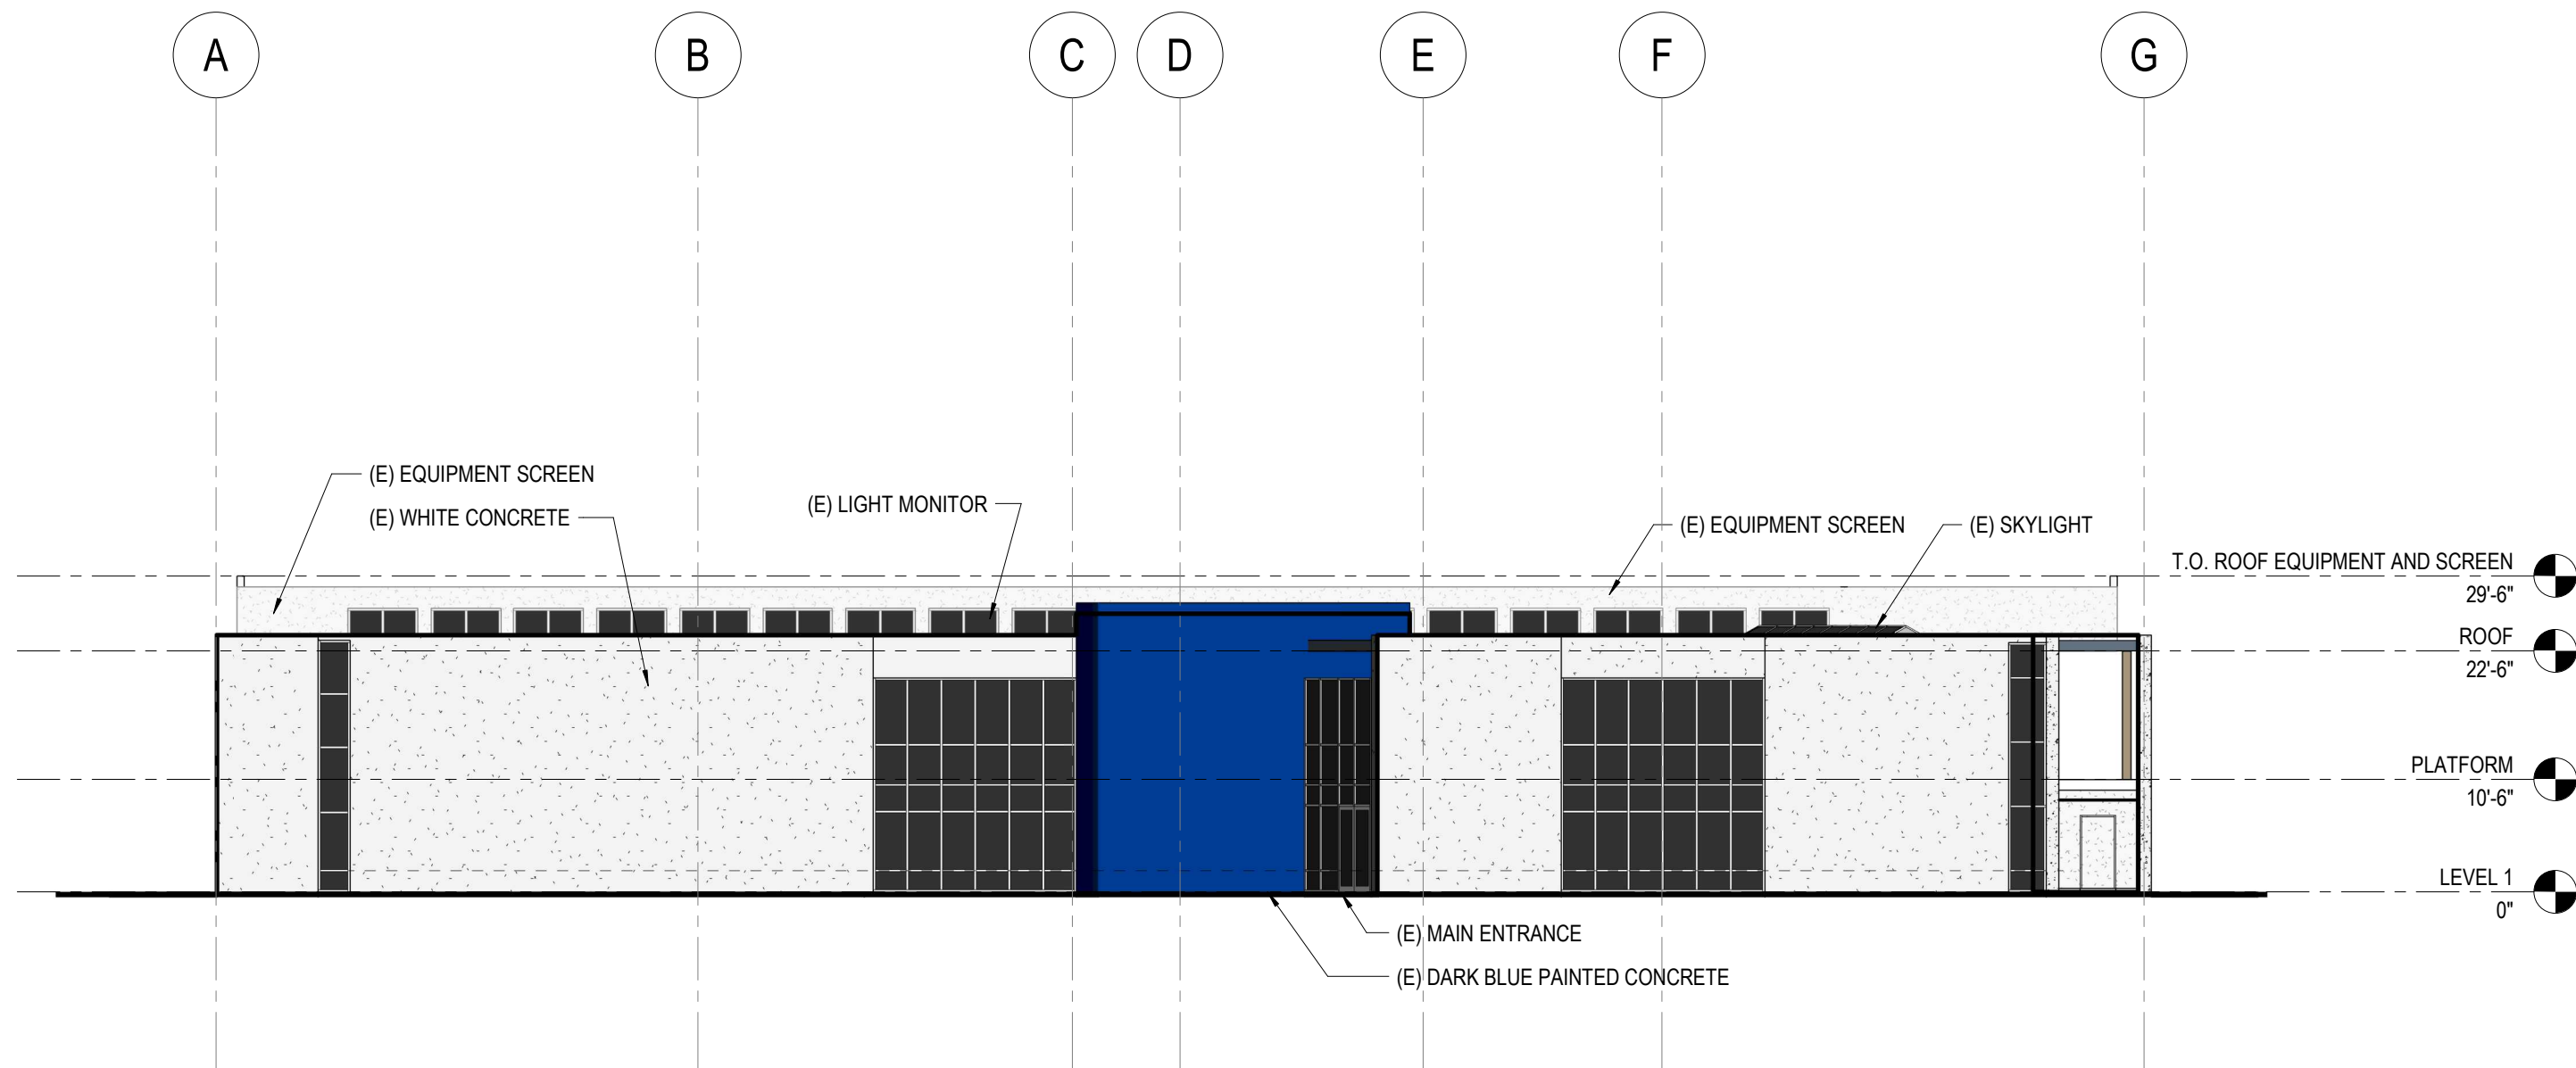 A
B
C
D
E
F
G
(E) EQUIPMENT SCREEN
(E) WHITE CONCRETE
(E) LIGHT MONITOR
(E) EQUIPMENT SCREEN
(E) SKYLIGHT
T.O. ROOF EQUIPMENT AND SCREEN
29'-6"
ROOF
22'-6"
PLATFORM
10'-6"
LEVEL 1
0"
(E) MAIN ENTRANCE
(E) DARK BLUE PAINTED CONCRETE